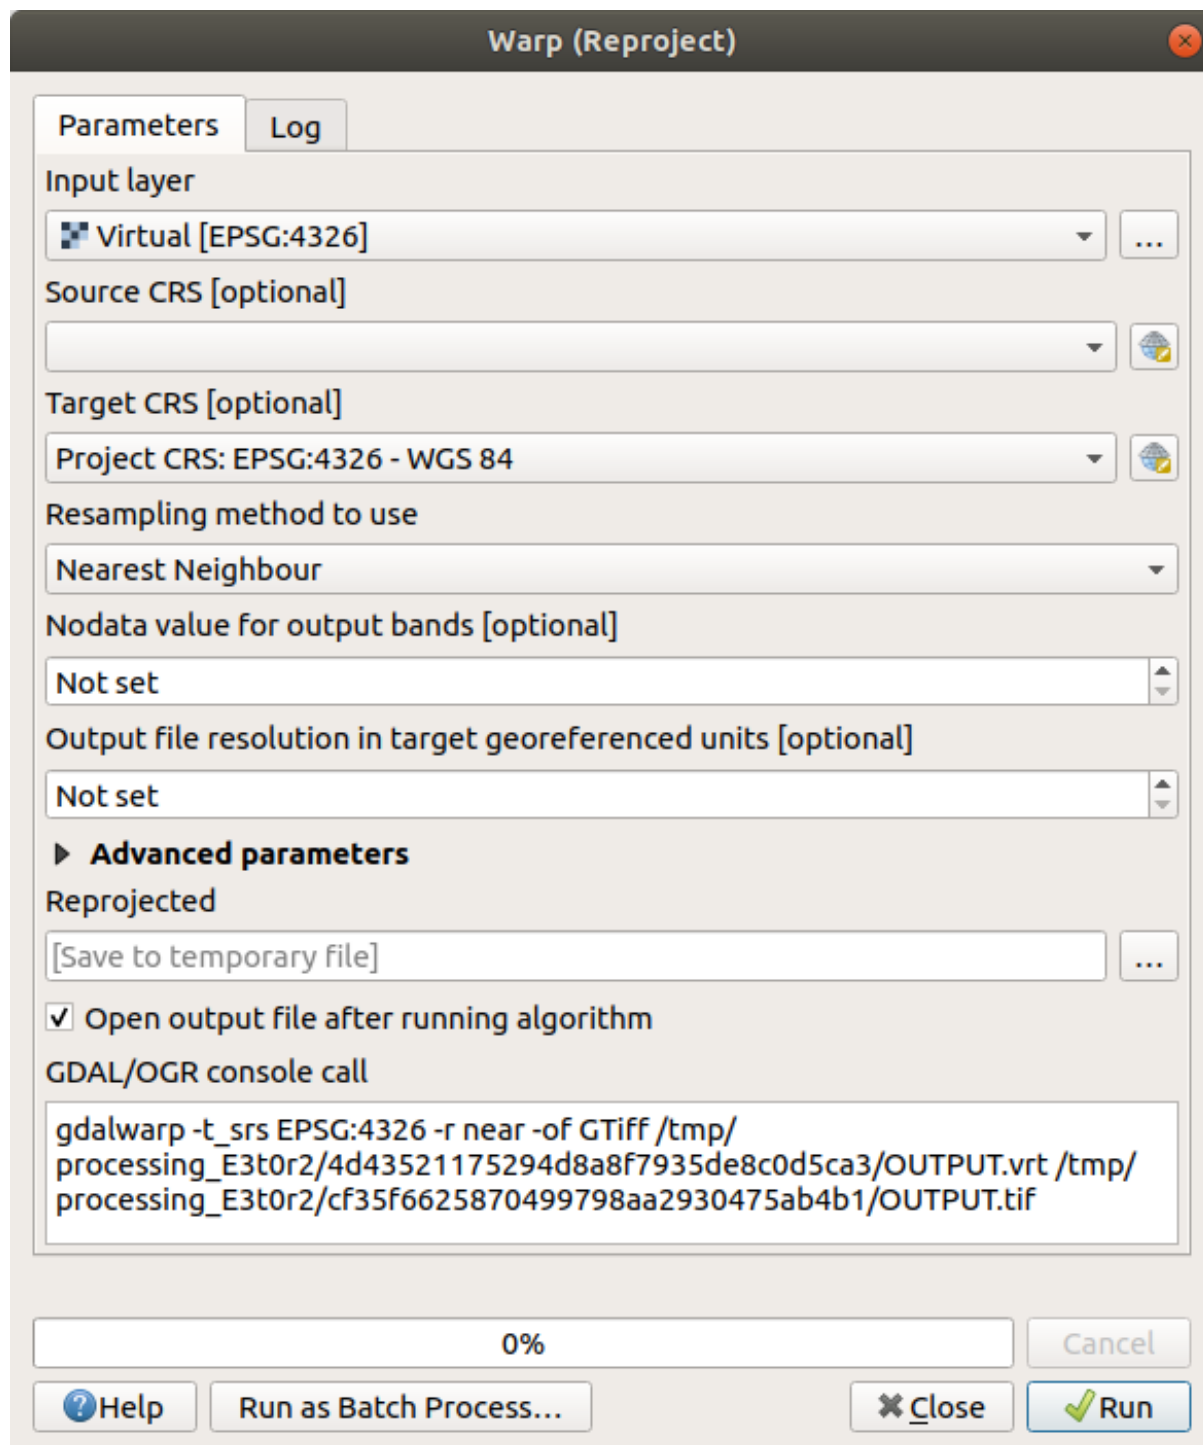 Warp (Reproject)
Parameters
Log
Input layer
Virtual [EPSG:4326]
...
Source CRS [optional]
Target CRS [optional]
Project CRS: EPSG:4326 - WGS 84
Resampling method to use
Nearest Neighbour
Nodata value for output bands [optional]
Not set
Output file resolution in target georeferenced units [optional]
Not set
Advanced parameters
Reprojected
[Save to temporary file]
...
Open output file after running algorithm
GDAL/OGR console call
gdalwarp -t_srs EPSG:4326 -r near -of GTiff /tmp/
processing_E3t0r2/4d43521175294d8a8f7935de8c0d5ca3/OUTPUT.vrt /tmp/
processing_E3t0r2/cf35f6625870499798aa2930475ab4b1/OUTPUT.tif
0%
Cancel
Help
Run as Batch Process...
Close
Run